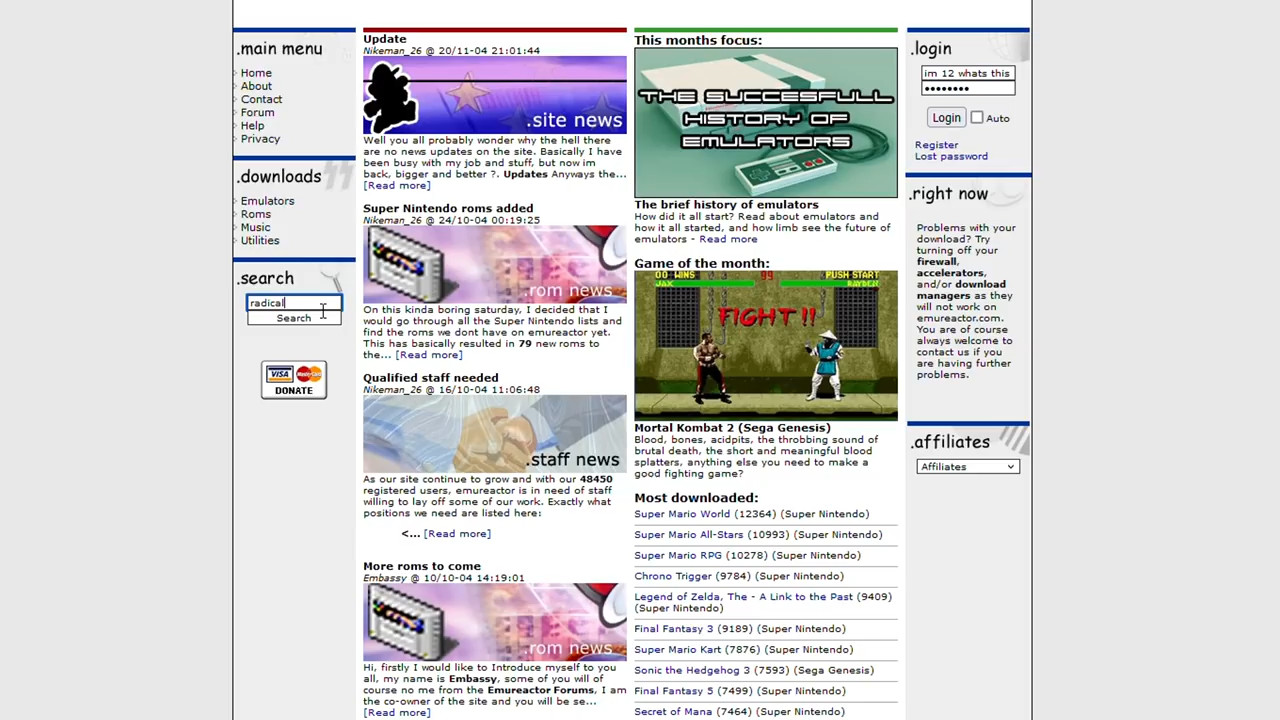 .main menu
Home
About
Contact
Forum
Help
Privacy
.downloads
Emulators
Roms
Music
Utilities
.search
radical
Search
VISA MasterCard
DONATE
Update
Nikeman_26 @ 20/11-04 21:01:44
.site news
Well you all probably wonder why the hell there
are no news updates on the site. Basically I have
been busy with my job and stuff, but now im
back, bigger and better ?. Updates Anyways the...
[Read more]
Super Nintendo roms added
Nikeman_26 @ 24/10-04 00:19:25
.rom news
On this kinda boring saturday, I decided that I
would go through all the Super Nintendo lists and
find the roms we dont have on emureactor yet.
This has basically resulted in 79 new roms to
the... [Read more]
Qualified staff needed
Nikeman_26 @ 16/10-04 11:06:48
.staff news
As our site continue to grow and with our 48450
registered users, emureactor is in need of staff
willing to lay off some of our work. Exactly what
positions we need are listed here:
<... [Read more]
More roms to come
Embassy @ 10/10-04 14:19:01
.rom news
Hi, firstly I would like to Introduce myself to you
all, my name is Embassy, some of you will of
course no me from the Emureactor Forums, I am
the co-owner of the site and you will be se...
[Read more]
This months focus:
THE SUCCESFULL
HISTORY OF
EMULATORS
The brief history of emulators
How did it all start? Read about emulators and
how it all started, and how limb see the future of
emulators - Read more
Game of the month:
00 WINS 99 PUSH START
JAX RAYDEN
FIGHT !!
Mortal Kombat 2 (Sega Genesis)
Blood, bones, acidpits, the throbbing sound of
brutal death, the short and meaningful blood
splatters, anything else you need to make a
good fighting game?
Most downloaded:
Super Mario World (12364) (Super Nintendo)
Super Mario All-Stars (10993) (Super Nintendo)
Super Mario RPG (10278) (Super Nintendo)
Chrono Trigger (9784) (Super Nintendo)
Legend of Zelda, The - A Link to the Past (9409)
(Super Nintendo)
Final Fantasy 3 (9189) (Super Nintendo)
Super Mario Kart (7876) (Super Nintendo)
Sonic the Hedgehog 3 (7593) (Sega Genesis)
Final Fantasy 5 (7499) (Super Nintendo)
Secret of Mana (7464) (Super Nintendo)
.login
im 12 whats this
••••••••
Login Auto
Register
Lost password
.right now
Problems with your
download? Try
turning off your
firewall,
accelerators,
and/or download
managers as they
will not work on
emureactor.com.
You are of course
always welcome to
contact us if you
are having further
problems.
.affiliates
Affiliates